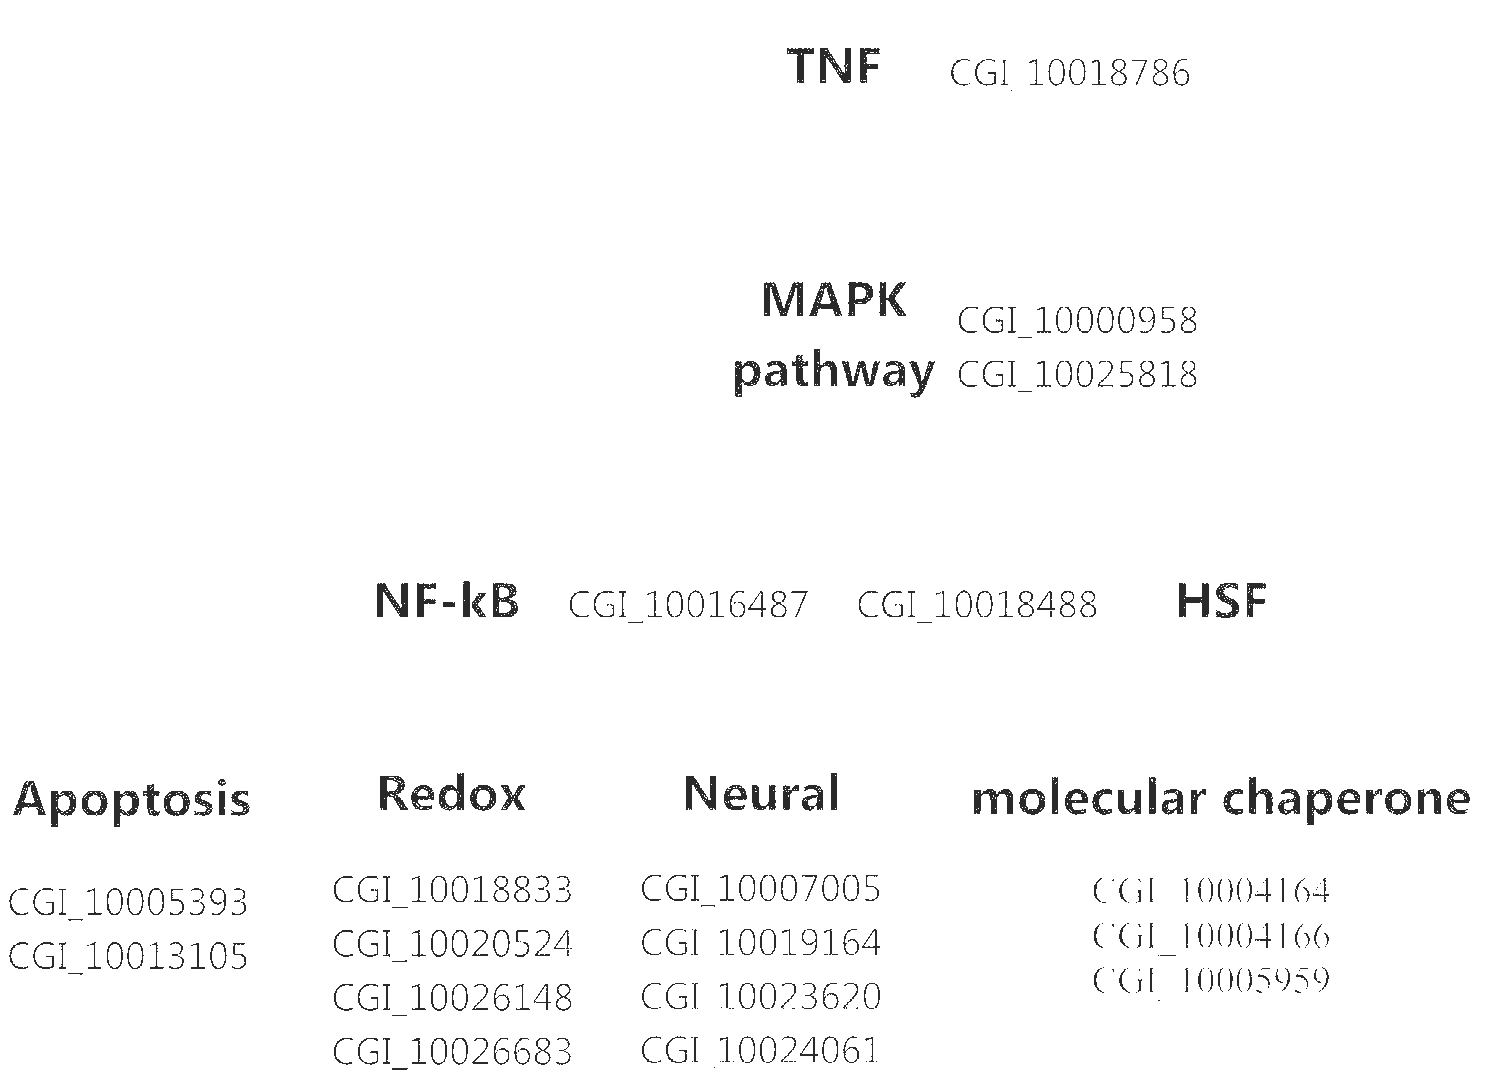 TNF CGI_10018786
MAPK
pathway
CGI_10000958
CGI_10025818
NF-kB CGI_10016487 CGI_10018488 HSF
Apoptosis
CGI_10005393
CGI_10013105
Redox
CGI_10018833
CGI_10020524
CGI_10026148
CGI_10026683
Neural
CGI_10007005
CGI_10019164
CGI_10023620
CGI_10024061
molecular chaperone
CGI_10004164
CGI_10004166
CGI_10005959